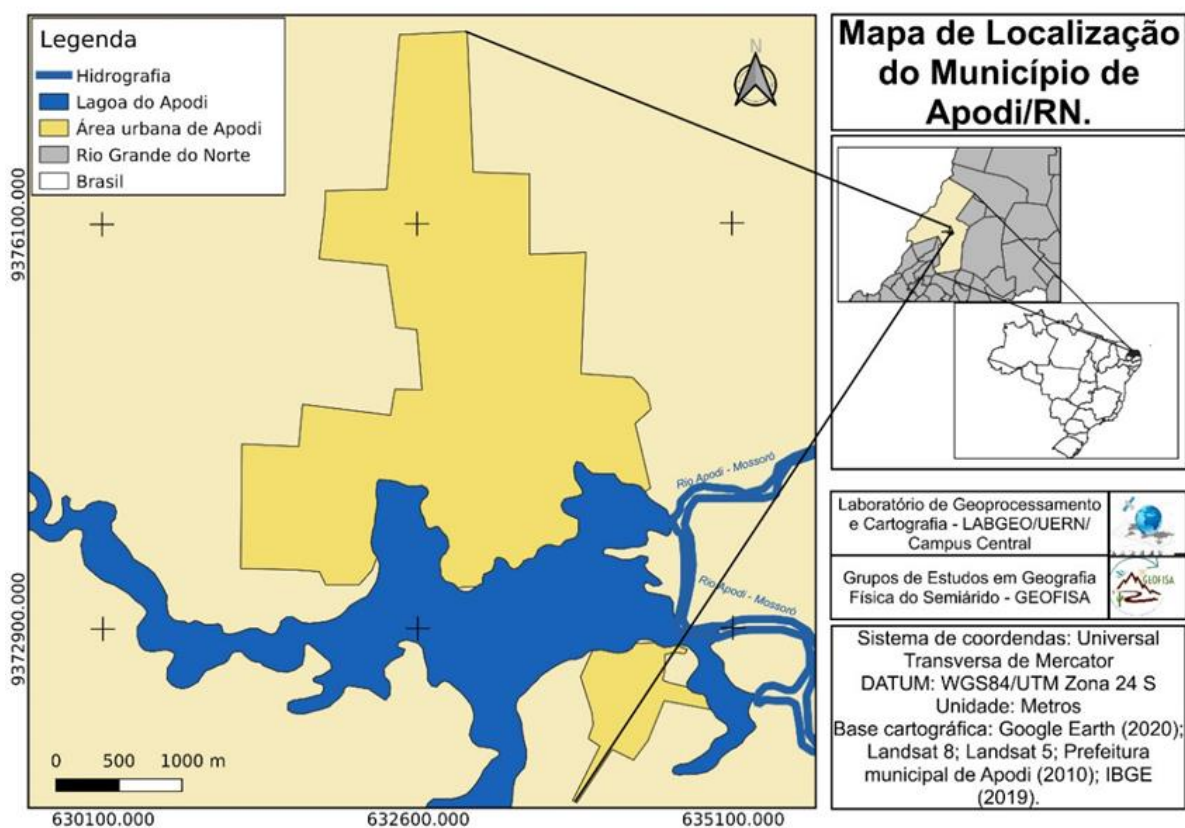 Legenda
Hidrografia
Lagoa do Apodi
Área urbana de Apodi
Rio Grande do Norte
Brasil
N
9376100.000
9372900.000
Rio Apodi - Mossoró
Rio Apodi - Mossoró
0 500 1000 m
630100.000 632600.000 635100.000
Mapa de Localização
do Município de
Apodi/RN.
Laboratório de Geoprocessamento
e Cartografia - LABGEO/UERN/
Campus Central
Grupos de Estudos em Geografia
Física do Semiárido - GEOFISA
GEOFISA
Sistema de coordendas: Universal
Transversa de Mercator
DATUM: WGS84/UTM Zona 24 S
Unidade: Metros
Base cartográfica: Google Earth (2020);
Landsat 8; Landsat 5; Prefeitura
municipal de Apodi (2010); IBGE
(2019).